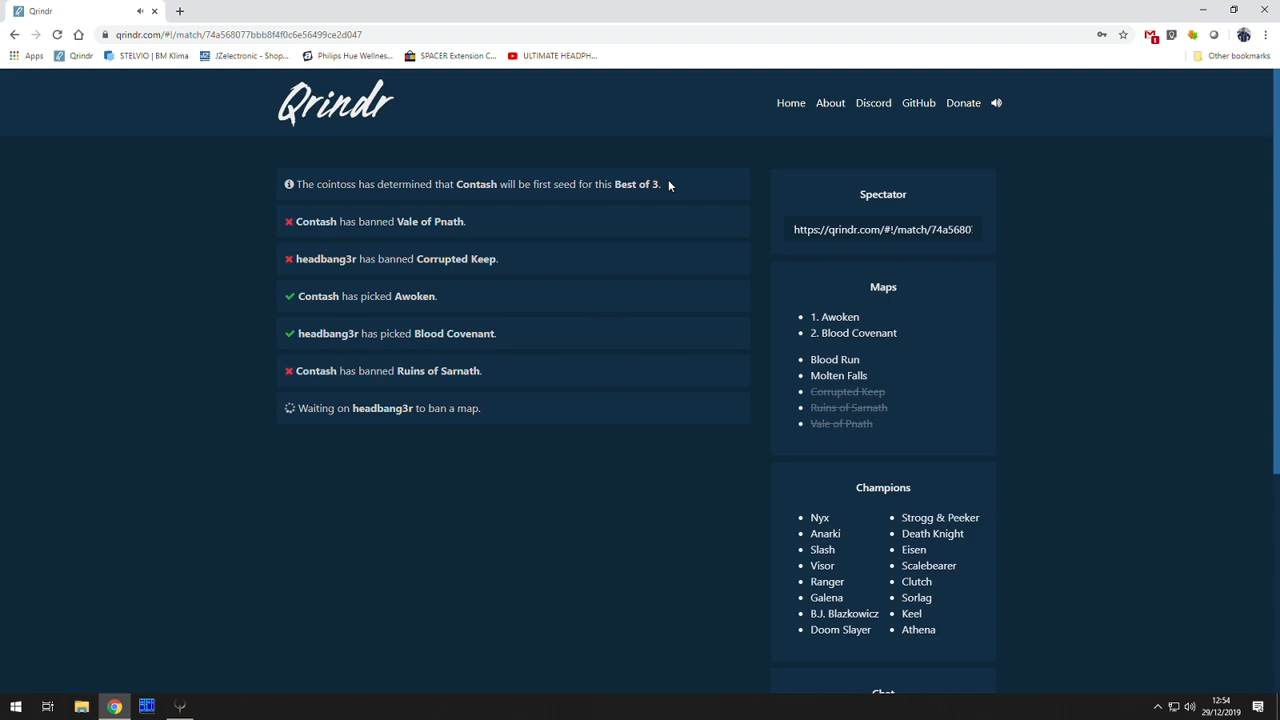 Qrindr
qrindr.com/#!/match/74a568077bbb8f4f0c6e56499ce2d047
Apps
Qrindr
STELVIO | BM Klima
JZelectronic - Shop...
Philips Hue Wellnes...
SPACER Extension C...
ULTIMATE HEADPH...
Other bookmarks
Qrindr
Home
About
Discord
GitHub
Donate
The cointoss has determined that Contash will be first seed for this Best of 3.
Contash has banned Vale of Pnath.
headbang3r has banned Corrupted Keep.
Contash has picked Awoken.
headbang3r has picked Blood Covenant.
Contash has banned Ruins of Sarnath.
Waiting on headbang3r to ban a map.
Spectator
https://qrindr.com/#!/match/74a5680
Maps
1. Awoken
2. Blood Covenant
Blood Run
Molten Falls
Corrupted Keep
Ruins of Sarnath
Vale of Pnath
Champions
Nyx
Anarki
Slash
Visor
Ranger
Galena
B.J. Blazkowicz
Doom Slayer
Strogg & Peeker
Death Knight
Eisen
Scalebearer
Clutch
Sorlag
Keel
Athena
Chat
12:54
29/12/2019